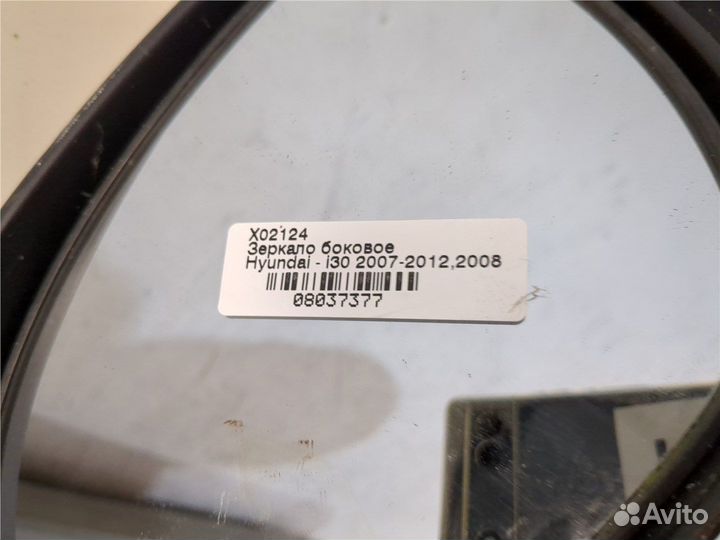 X02124
Зеркало боковое
Hyundai - i30 2007-2012,2008
08037377
Avito